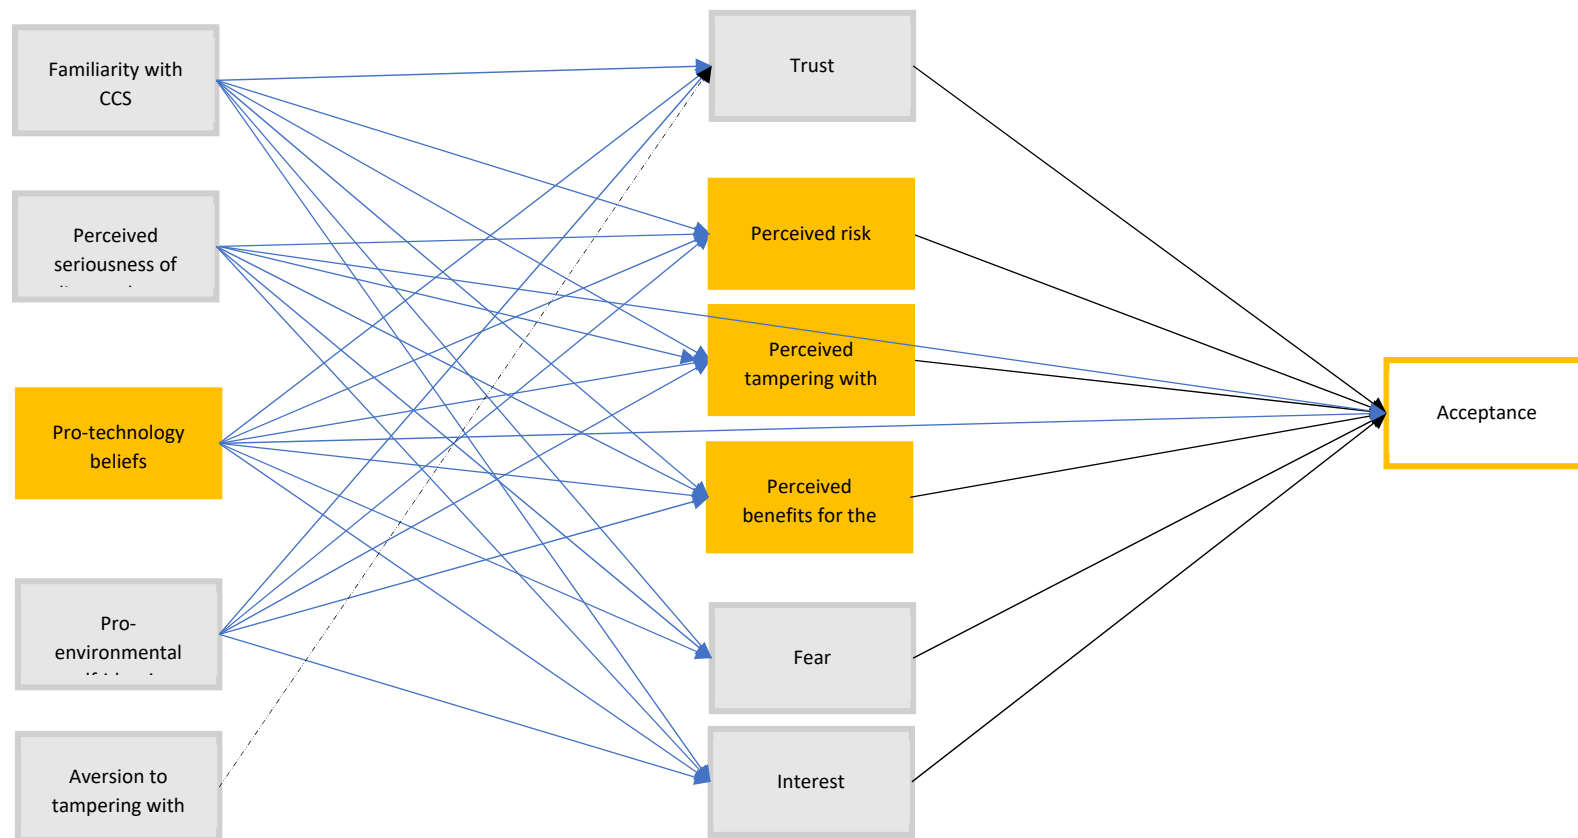 Familiarity with
CCS
Perceived
seriousness of
Pro-technology
beliefs
Pro-
environmental
Aversion to
tampering with
Trust
Perceived risk
Perceived
tampering with
Perceived
benefits for the
Fear
Interest
Acceptance